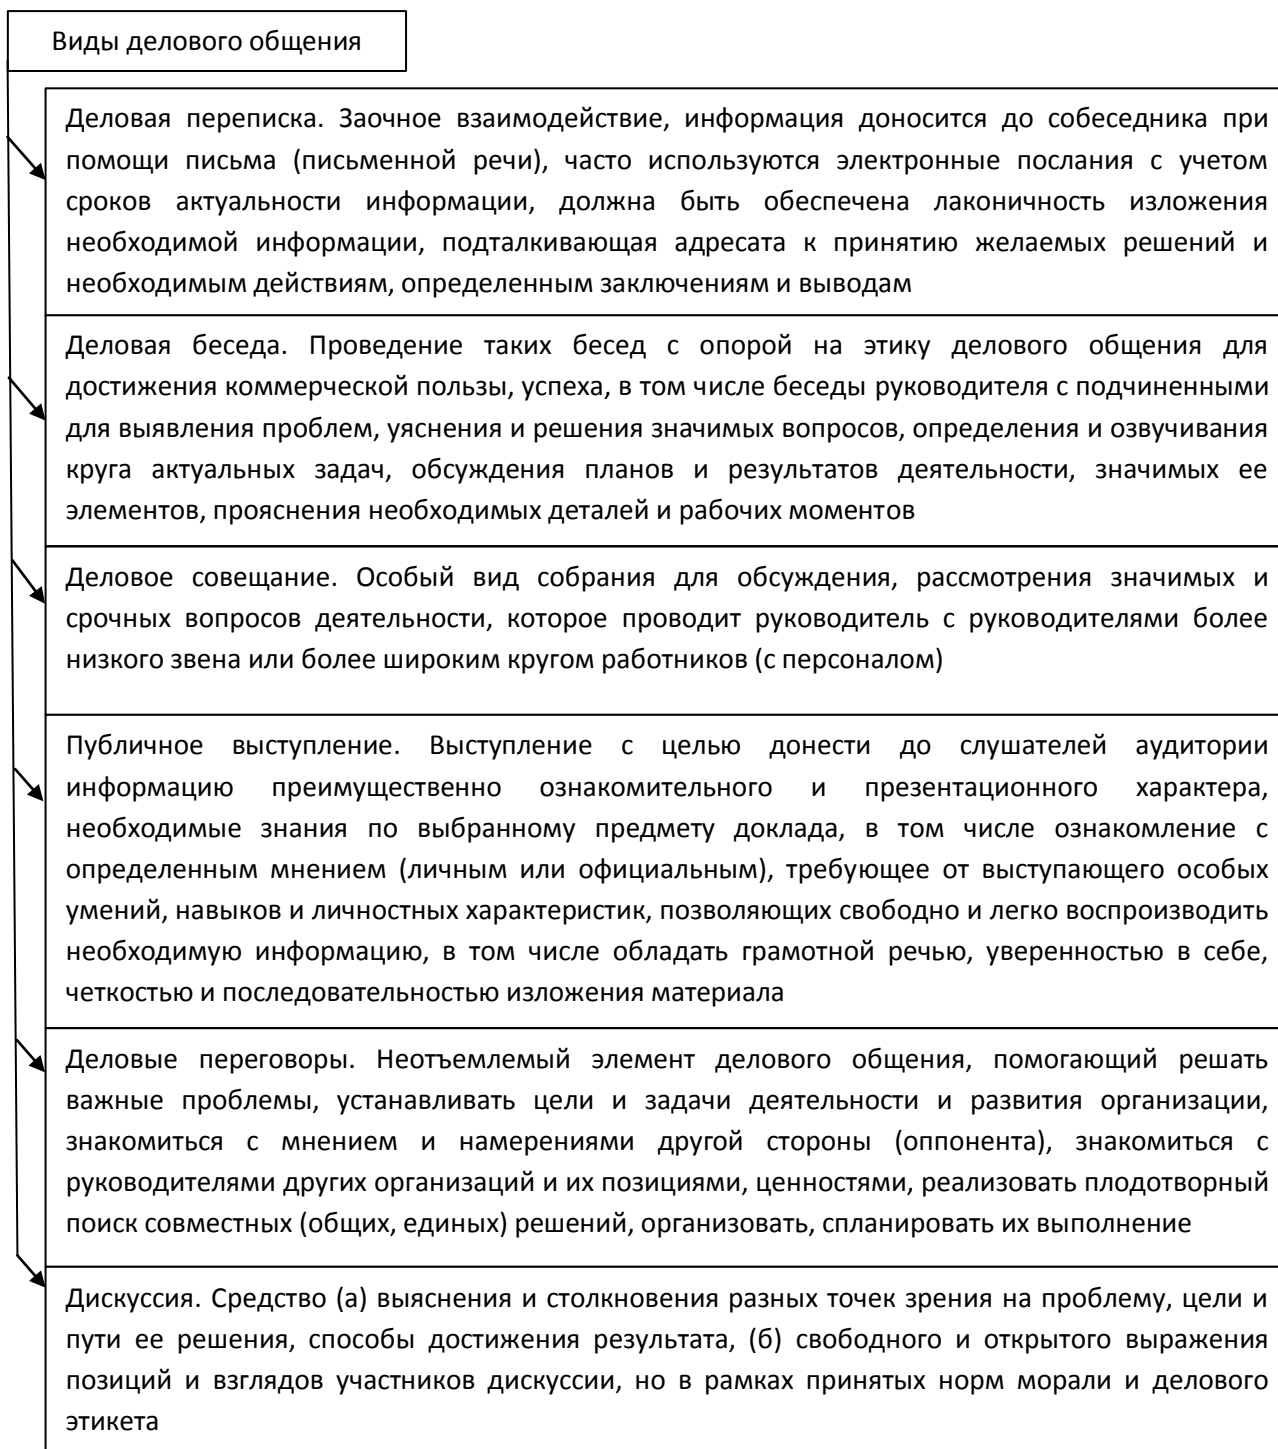 Виды делового общения
Деловая переписка. Заочное взаимодействие, информация доносится до собеседника при
помощи письма (письменной речи), часто используются электронные послания с учетом
сроков актуальности информации, должна быть обеспечена лаконичность изложения
необходимой информации, подталкивающая адресата к принятию желаемых решений и
необходимым действиям, определенным заключениям и выводам
Деловая беседа. Проведение таких бесед с опорой на этику делового общения для
достижения коммерческой пользы, успеха, в том числе беседы руководителя с подчиненными
для выявления проблем, уяснения и решения значимых вопросов, определения и озвучивания
круга актуальных задач, обсуждения планов и результатов деятельности, значимых ее
элементов, прояснения необходимых деталей и рабочих моментов
Деловое совещание. Особый вид собрания для обсуждения, рассмотрения значимых и
срочных вопросов деятельности, которое проводит руководитель с руководителями более
низкого звена или более широким кругом работников (с персоналом)
Публичное выступление. Выступление с целью донести до слушателей аудитории
информацию преимущественно ознакомительного и презентационного характера,
необходимые знания по выбранному предмету доклада, в том числе ознакомление с
определенным мнением (личным или официальным), требующее от выступающего особых
умений, навыков и личностных характеристик, позволяющих свободно и легко воспроизводить
необходимую информацию, в том числе обладать грамотной речью, уверенностью в себе,
четкостью и последовательностью изложения материала
Деловые переговоры. Неотъемлемый элемент делового общения, помогающий решать
важные проблемы, устанавливать цели и задачи деятельности и развития организации,
знакомиться с мнением и намерениями другой стороны (оппонента), знакомиться с
руководителями других организаций и их позициями, ценностями, реализовать плодотворный
поиск совместных (общих, единых) решений, организовать, спланировать их выполнение
Дискуссия. Средство (а) выяснения и столкновения разных точек зрения на проблему, цели и
пути ее решения, способы достижения результата, (б) свободного и открытого выражения
позиций и взглядов участников дискуссии, но в рамках принятых норм морали и делового
этикета